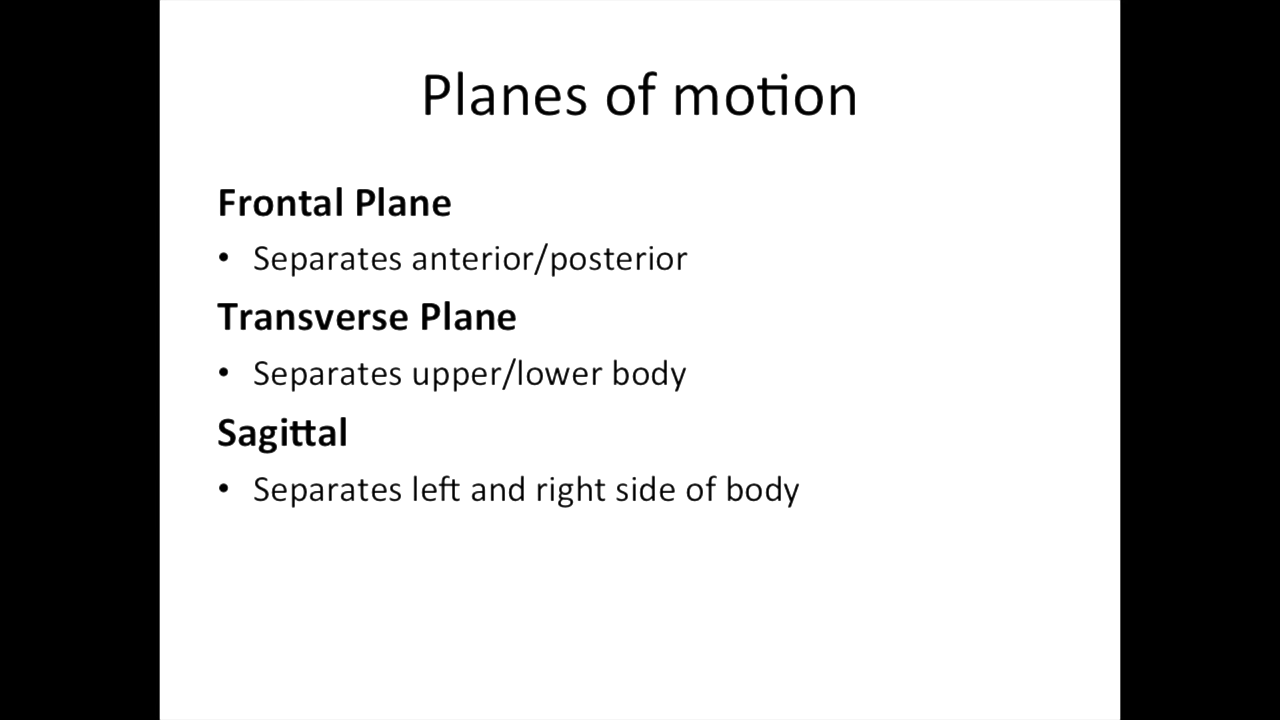 Planes of motion
Frontal Plane
• Separates anterior/posterior
Transverse Plane
• Separates upper/lower body
Sagittal
• Separates left and right side of body